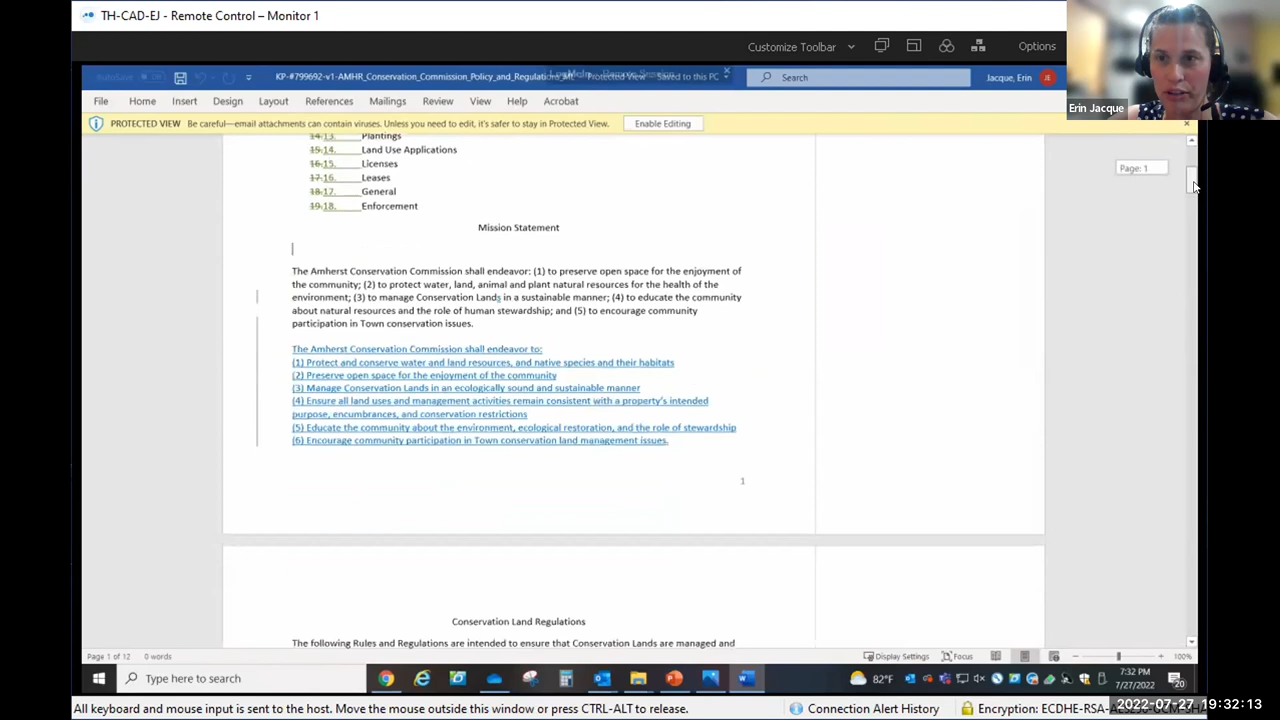 TH-CAD-EJ - Remote Control – Monitor 1
Customize Toolbar Options
AutoSave Off KP-#799692-v1-AMHR_Conservation_Commission_Policy_and_Regulations Protected View Saved to this PC Search Jacque, Erin JE
Erin Jacque
File Home Insert Design Layout References Mailings Review View Help Acrobat
PROTECTED VIEW Be careful—email attachments can contain viruses. Unless you need to edit, it's safer to stay in Protected View. Enable Editing
14.13. Plantings
15.14. Land Use Applications
16.15. Licenses
17.16. Leases
18.17. General
19.18. Enforcement
Page: 1
Mission Statement
The Amherst Conservation Commission shall endeavor: (1) to preserve open space for the enjoyment of
the community; (2) to protect water, land, animal and plant natural resources for the health of the
environment; (3) to manage Conservation Lands in a sustainable manner; (4) to educate the community
about natural resources and the role of human stewardship; and (5) to encourage community
participation in Town conservation issues.
The Amherst Conservation Commission shall endeavor to:
(1) Protect and conserve water and land resources, and native species and their habitats
(2) Preserve open space for the enjoyment of the community
(3) Manage Conservation Lands in an ecologically sound and sustainable manner
(4) Ensure all land uses and management activities remain consistent with a property's intended
purpose, encumbrances, and conservation restrictions
(5) Educate the community about the environment, ecological restoration, and the role of stewardship
(6) Encourage community participation in Town conservation land management issues.
1
Conservation Land Regulations
The following Rules and Regulations are intended to ensure that Conservation Lands are managed and
Page 1 of 12 0 words Display Settings Focus 100%
Type here to search 82°F 7:32 PM
7/27/2022 20
All keyboard and mouse input is sent to the host. Move the mouse outside this window or press CTRL-ALT to release. Connection Alert History Encryption: ECDHE-RSA-
2022-07-27 19:32:13